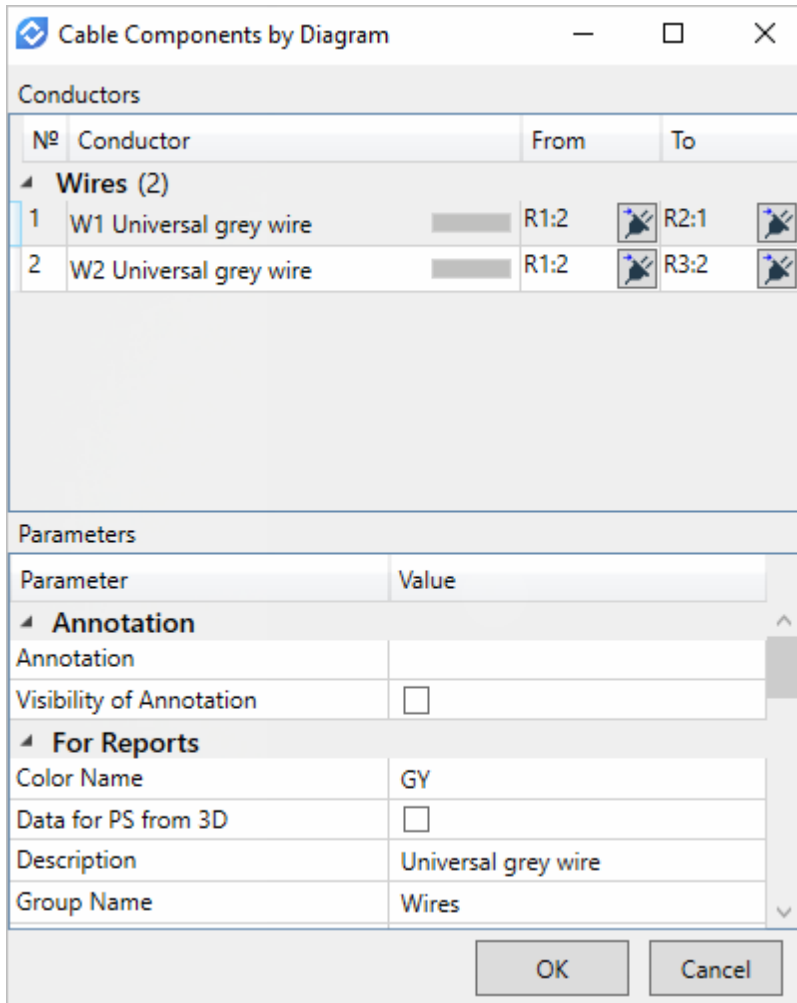 Cable Components by Diagram
Conductors
Nº Conductor From To
Wires (2)
1 W1 Universal grey wire R1:2 R2:1
2 W2 Universal grey wire R1:2 R3:2
Parameters
Parameter Value
Annotation
Annotation
Visibility of Annotation
For Reports
Color Name GY
Data for PS from 3D
Description Universal grey wire
Group Name Wires
OK Cancel